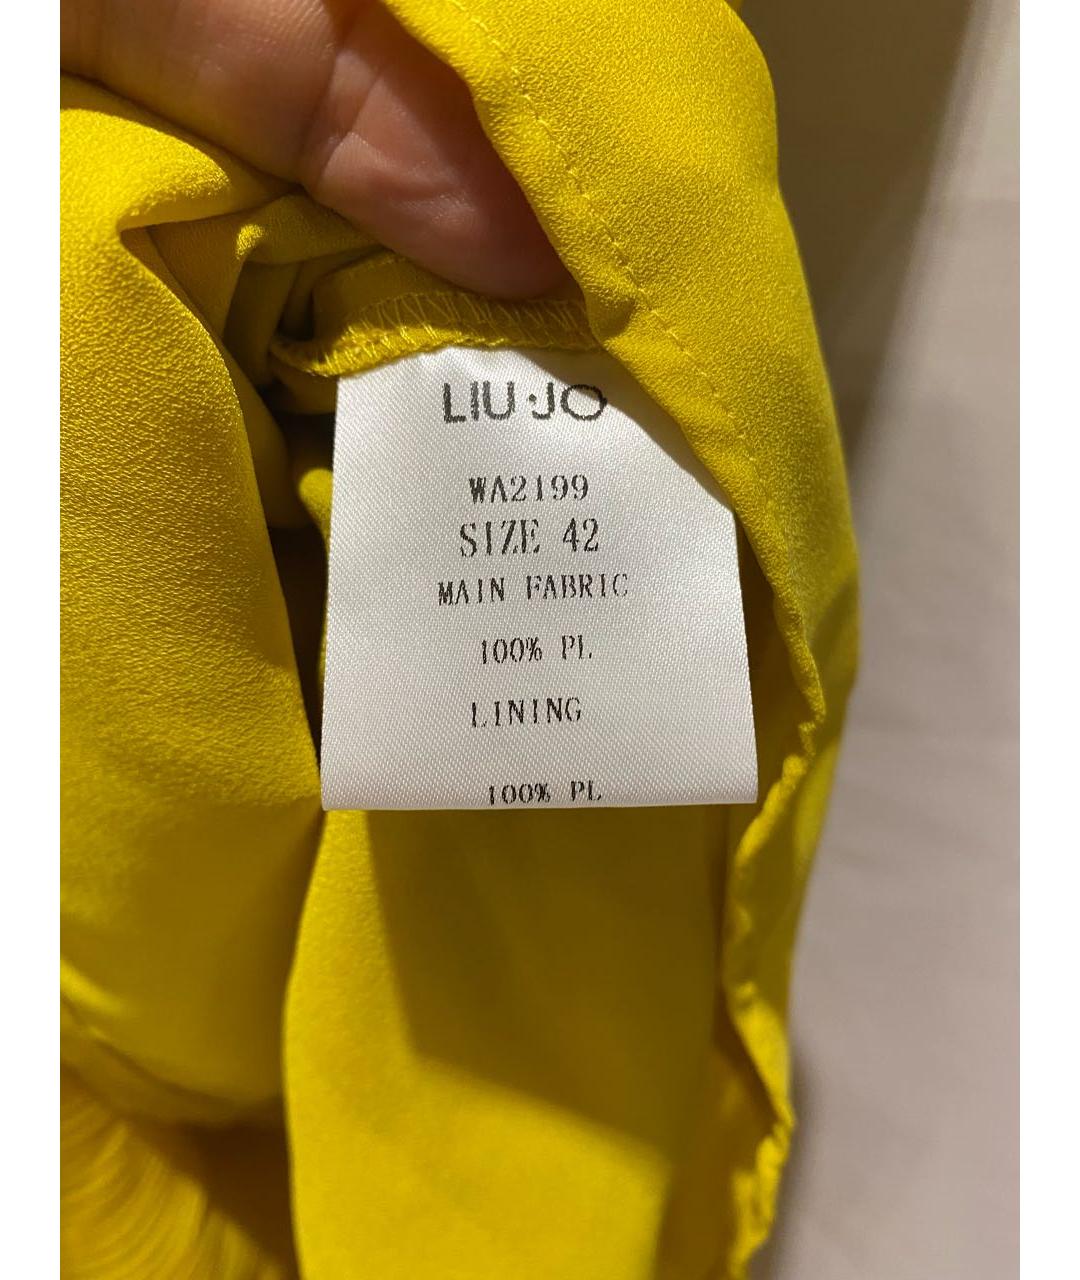 LIU·JO
WA2199
SIZE 42
MAIN FABRIC
100% PL
LINING
100% PL